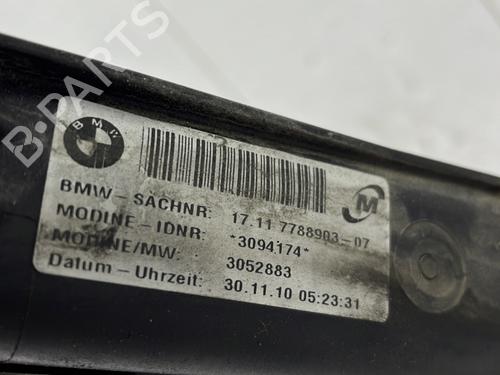 BMW
BMW-SACHNR: 17.11 7788903-07
MODINE-IDNR: *3094174*
MODINE/MW: 3052883
Datum-Uhrzeit: 30.11.10 05:23:31
M
B-PARTS